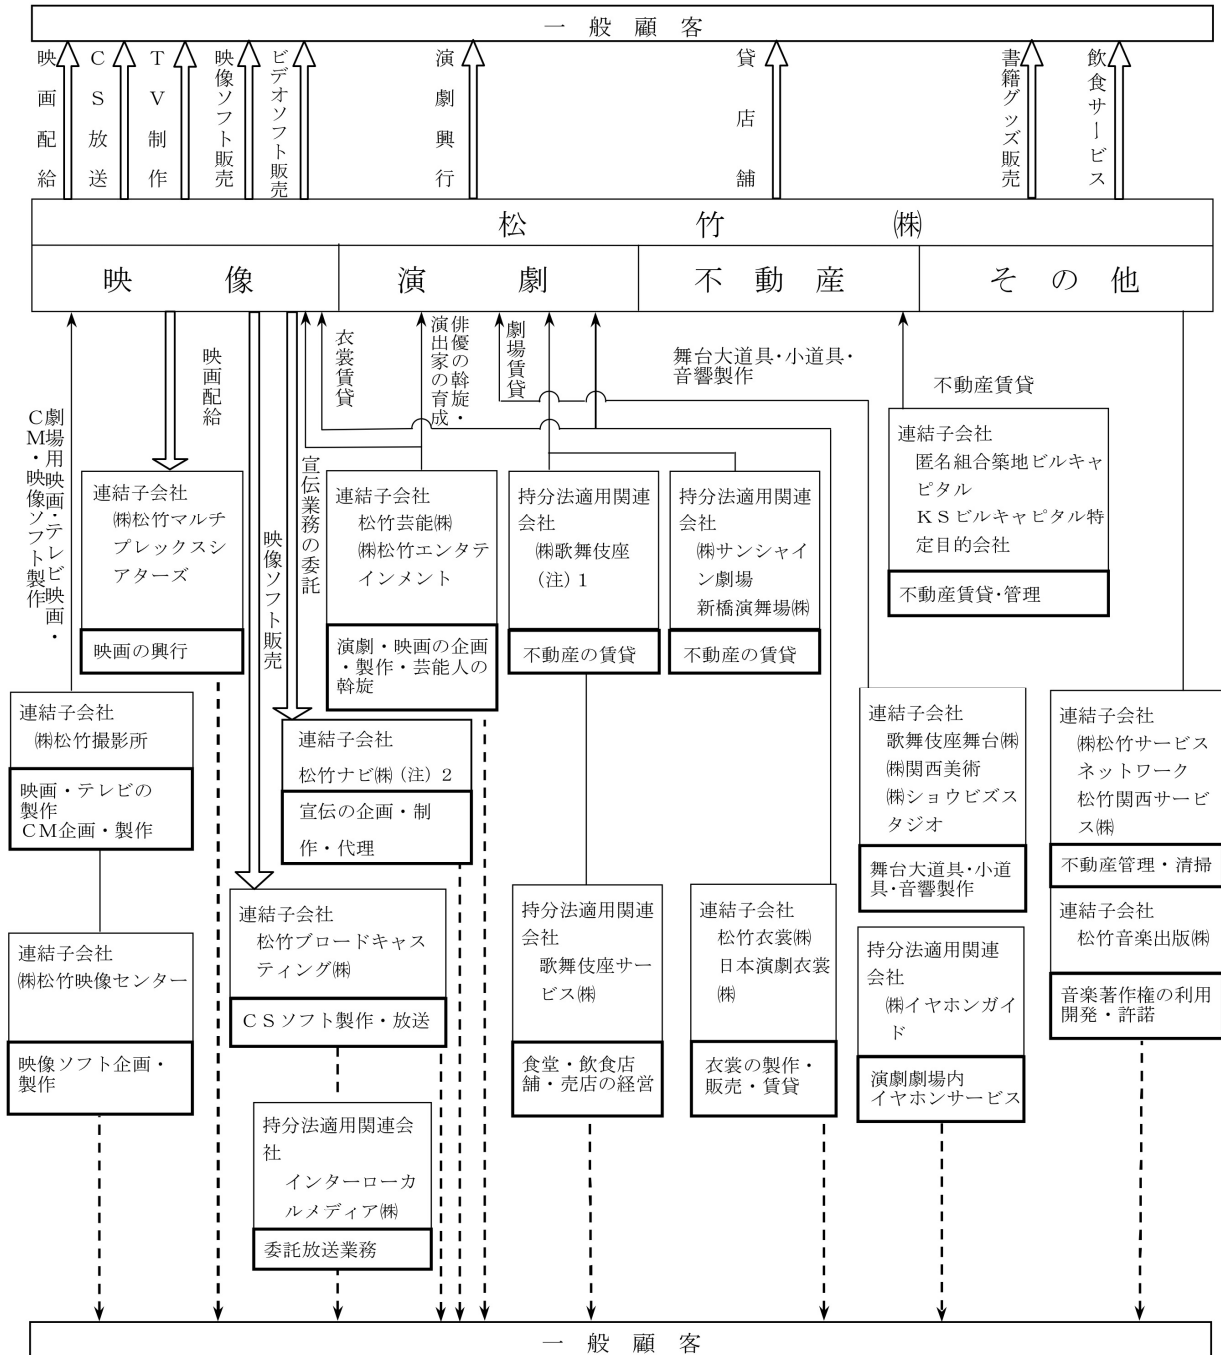 一般顧客
映画配給
ＣＳ放送
ＴＶ制作
映像ソフト販売
ビデオソフト販売
演劇興行
貸店舗
書籍グッズ販売
飲食サービス
松竹㈱
映像
演劇
不動産
その他
劇場用映画・テレビ映画・
ＣＭ・映像ソフト製作
映画配給
映像ソフト販売
宣伝業務の委託
衣裳賃貸
俳優の斡旋・
演出家の育成
劇場賃貸
舞台大道具・小道具・
音響製作
不動産賃貸
連結子会社
匿名組合築地ビルキャ
ピタル
ＫＳビルキャピタル特
定目的会社
不動産賃貸・管理
連結子会社
㈱松竹マルチ
プレックスシ
アターズ
映画の興行
連結子会社
松竹芸能㈱
㈱松竹エンタテ
インメント
演劇・映画の企画
・製作・芸能人の
斡旋
持分法適用関連
会社
㈱歌舞伎座
（注）１
不動産の賃貸
持分法適用関連
会社
㈱サンシャイ
ン劇場
新橋演舞場㈱
不動産の賃貸
連結子会社
㈱松竹撮影所
映画・テレビの
製作
ＣＭ企画・製作
連結子会社
松竹ナビ㈱（注）２
宣伝の企画・制
作・代理
連結子会社
歌舞伎座舞台㈱
㈱関西美術
㈱ショウビズス
タジオ
舞台大道具・小道
具・音響製作
連結子会社
㈱松竹サービス
ネットワーク
松竹関西サービ
ス㈱
不動産管理・清掃
連結子会社
松竹音楽出版㈱
音楽著作権の利用
開発・許諾
連結子会社
㈱松竹映像センター
映像ソフト企画・
製作
連結子会社
松竹ブロードキャス
ティング㈱
ＣＳソフト製作・放送
持分法適用関連会
社
インターローカ
ルメディア㈱
委託放送業務
持分法適用関連
会社
歌舞伎座サー
ビス㈱
食堂・飲食店
舗・売店の経営
連結子会社
松竹衣裳㈱
日本演劇衣裳
㈱
衣裳の製作・
販売・賃貸
持分法適用関連
会社
㈱イヤホンガイ
ド
演劇劇場内
イヤホンサービス
一般顧客